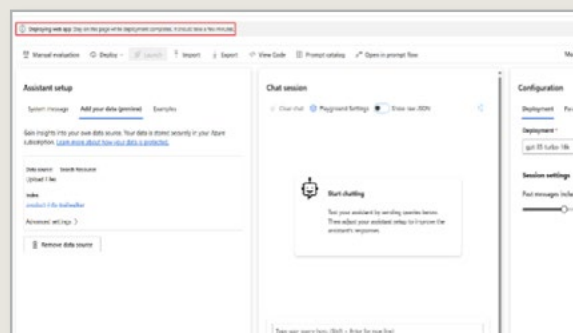 Deploying web app Stay on this page while deployment completes. It should take a few minutes.
Manual evaluation Deploy Launch Import Export View Code Prompt catalog Open in prompt flow
Assistant setup
System message Add your data (preview) Examples
Gain insights into your own data source. Your data is stored securely in your Azure
subscription. Learn more about how your data is protected.
Data source:
Upload files
Index
Advanced settings
Remove data source
Chat session
Clear chat Playground Settings Show raw JSON
Start chatting
Test your assistant by sending queries below.
Then adjust your assistant setup to improve the
assistant's responses.
Configuration
Deployment
Deployment
Session settings
Past messages